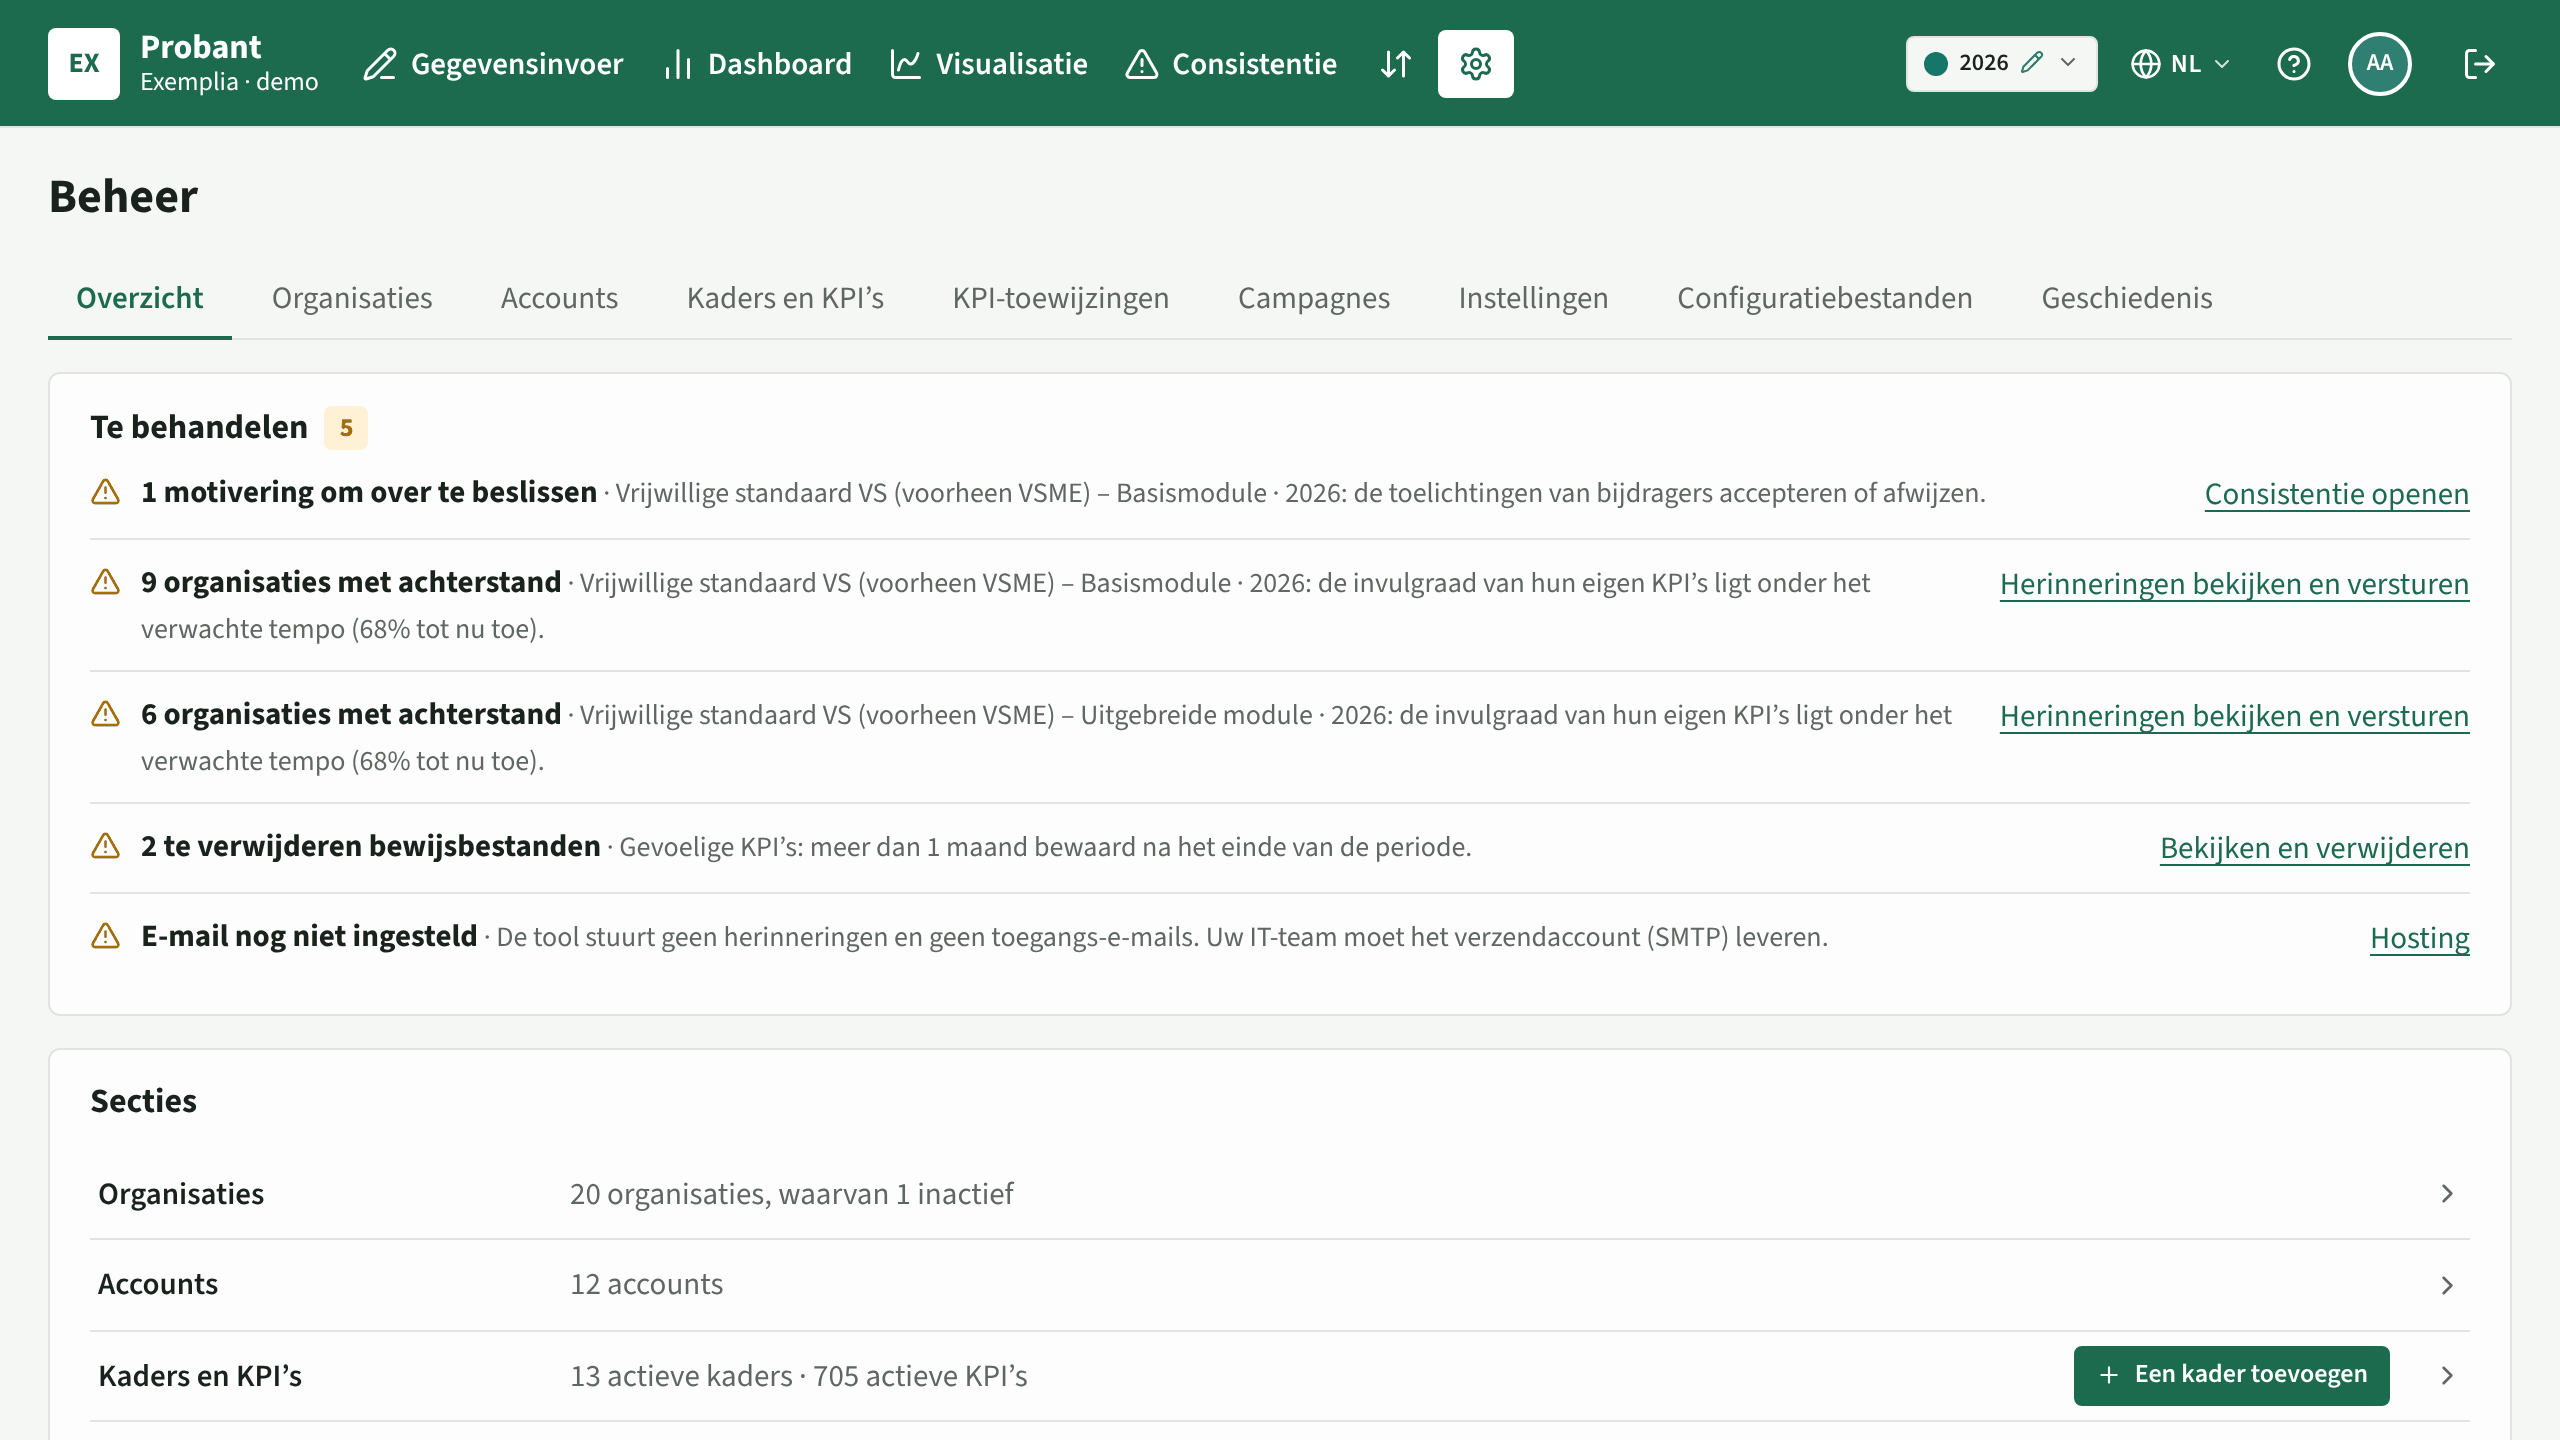 EX
Probant
Exemplia · demo
Gegevensinvoer
Dashboard
Visualisatie
Consistentie
2026
NL
AA
Beheer
Overzicht
Organisaties
Accounts
Kaders en KPI’s
KPI-toewijzingen
Campagnes
Instellingen
Configuratiebestanden
Geschiedenis
Te behandelen 5
1 motivering om over te beslissen · Vrijwillige standaard VS (voorheen VSME) – Basismodule · 2026: de toelichtingen van bijdragers accepteren of afwijzen.
Consistentie openen
9 organisaties met achterstand · Vrijwillige standaard VS (voorheen VSME) – Basismodule · 2026: de invulgraad van hun eigen KPI’s ligt onder het
verwachte tempo (68% tot nu toe).
Herinneringen bekijken en versturen
6 organisaties met achterstand · Vrijwillige standaard VS (voorheen VSME) – Uitgebreide module · 2026: de invulgraad van hun eigen KPI’s ligt onder het
verwachte tempo (68% tot nu toe).
Herinneringen bekijken en versturen
2 te verwijderen bewijsbestanden · Gevoelige KPI’s: meer dan 1 maand bewaard na het einde van de periode.
Bekijken en verwijderen
E-mail nog niet ingesteld · De tool stuurt geen herinneringen en geen toegangs-e-mails. Uw IT-team moet het verzendaccount (SMTP) leveren.
Hosting
Secties
Organisaties
20 organisaties, waarvan 1 inactief
Accounts
12 accounts
Kaders en KPI’s
13 actieve kaders · 705 actieve KPI’s
Een kader toevoegen